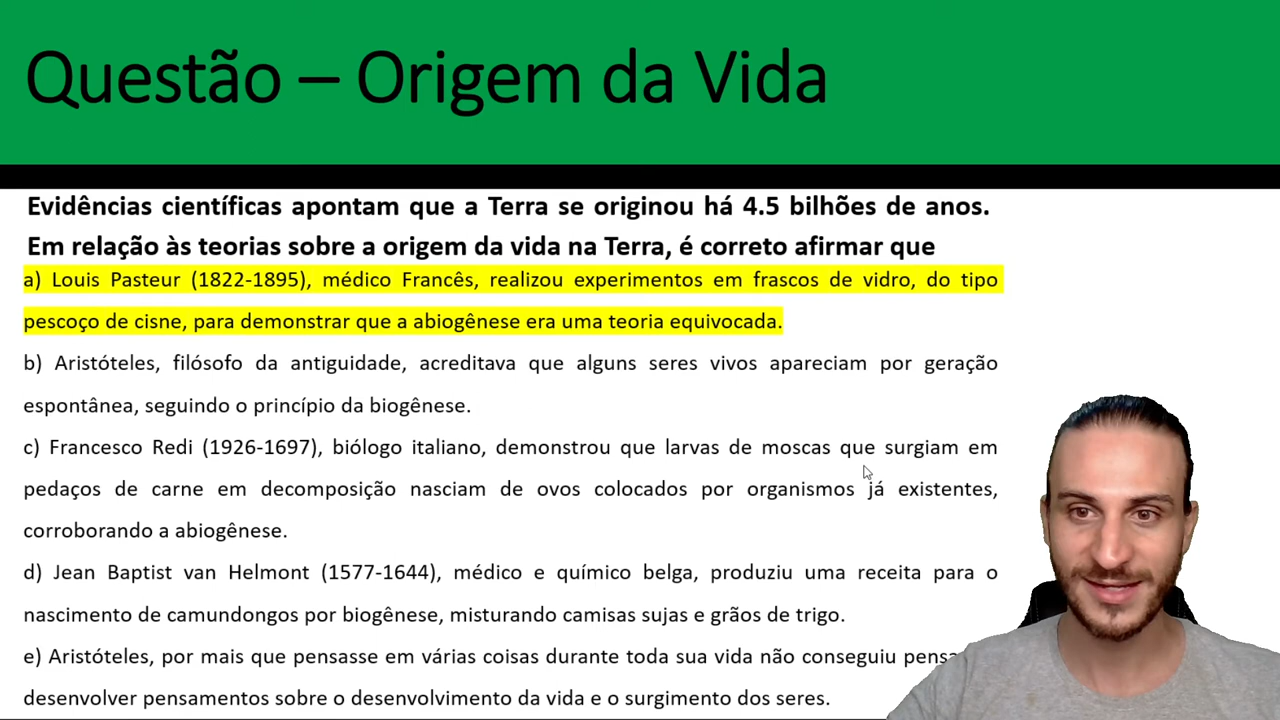 Questão – Origem da Vida
Evidências científicas apontam que a Terra se originou há 4.5 bilhões de anos.
Em relação às teorias sobre a origem da vida na Terra, é correto afirmar que
a) Louis Pasteur (1822-1895), médico Francês, realizou experimentos em frascos de vidro, do tipo
pescoço de cisne, para demonstrar que a abiogênese era uma teoria equivocada.
b) Aristóteles, filósofo da antiguidade, acreditava que alguns seres vivos apareciam por geração
espontânea, seguindo o princípio da biogênese.
c) Francesco Redi (1926-1697), biólogo italiano, demonstrou que larvas de moscas que surgiam em
pedaços de carne em decomposição nasciam de ovos colocados por organismos já existentes,
corroborando a abiogênese.
d) Jean Baptist van Helmont (1577-1644), médico e químico belga, produziu uma receita para o
nascimento de camundongos por biogênese, misturando camisas sujas e grãos de trigo.
e) Aristóteles, por mais que pensasse em várias coisas durante toda sua vida não conseguiu
desenvolver pensamentos sobre o desenvolvimento da vida e o surgimento dos seres.